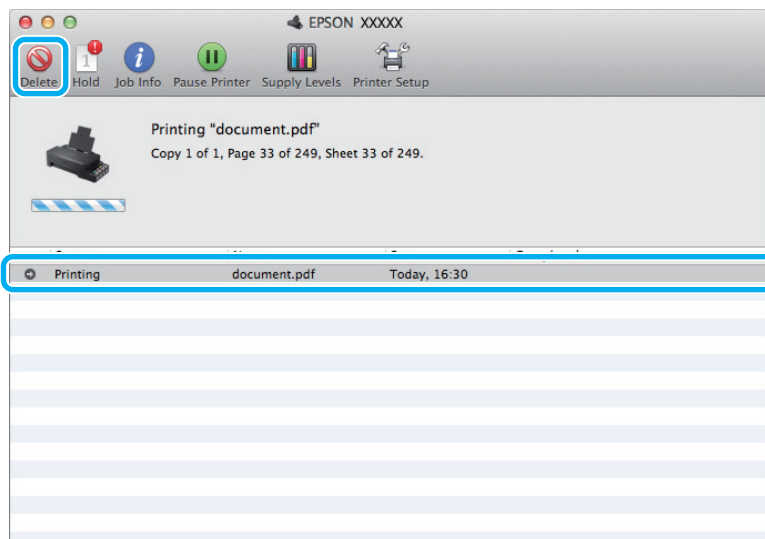 EPSON XXXXX
1
Delete Hold Job Info Pause Printer Supply Levels Printer Setup
Printing "document.pdf"
Copy 1 of 1, Page 33 of 249, Sheet 33 of 249.
Printing document.pdf Today, 16:30